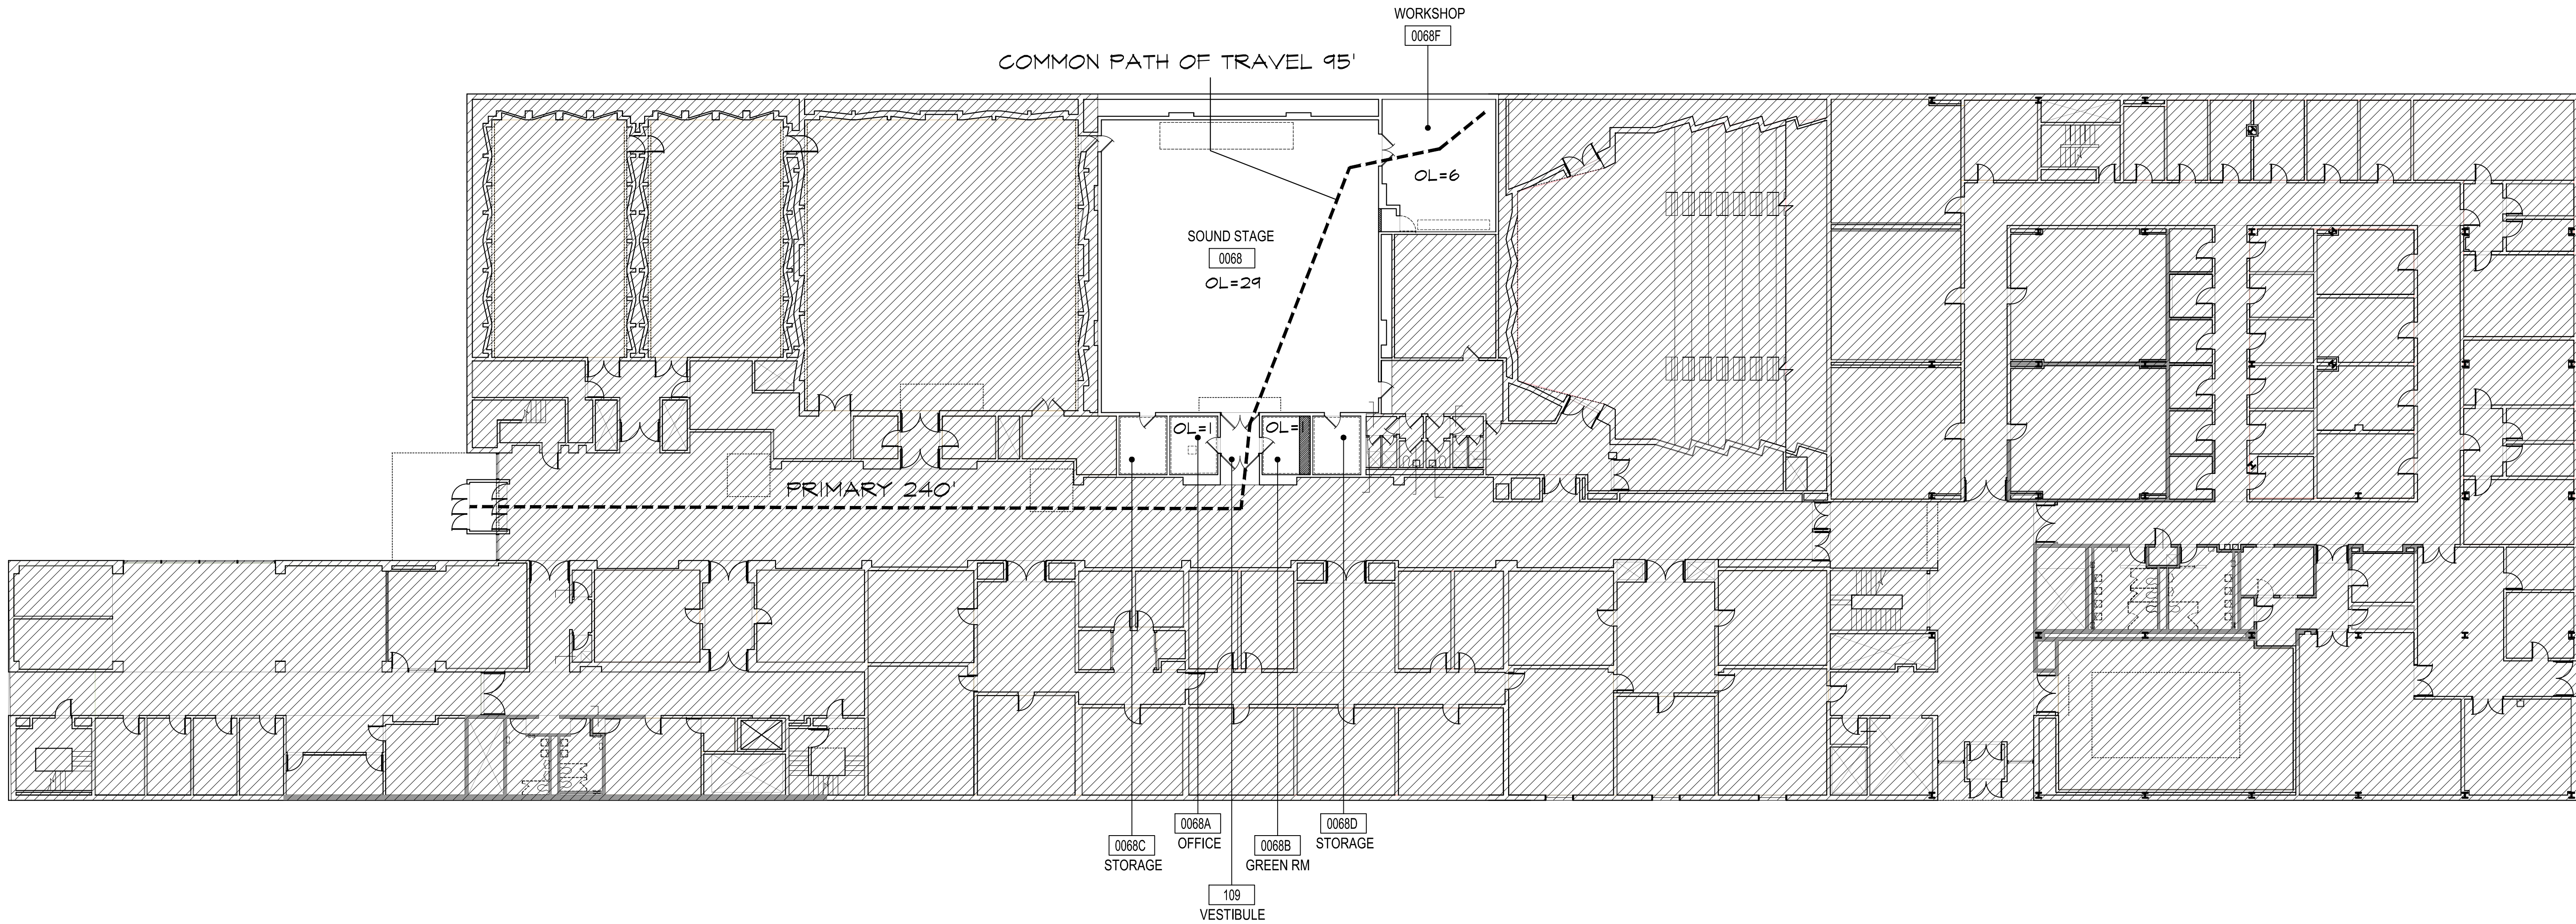 WORKSHOP
0068F
COMMON PATH OF TRAVEL 95'
OL=6
SOUND STAGE
0068
OL=29
OL=1
OL=1
PRIMARY 240'
0068C
STORAGE
0068A
OFFICE
109
VESTIBULE
0068B
GREEN RM
0068D
STORAGE